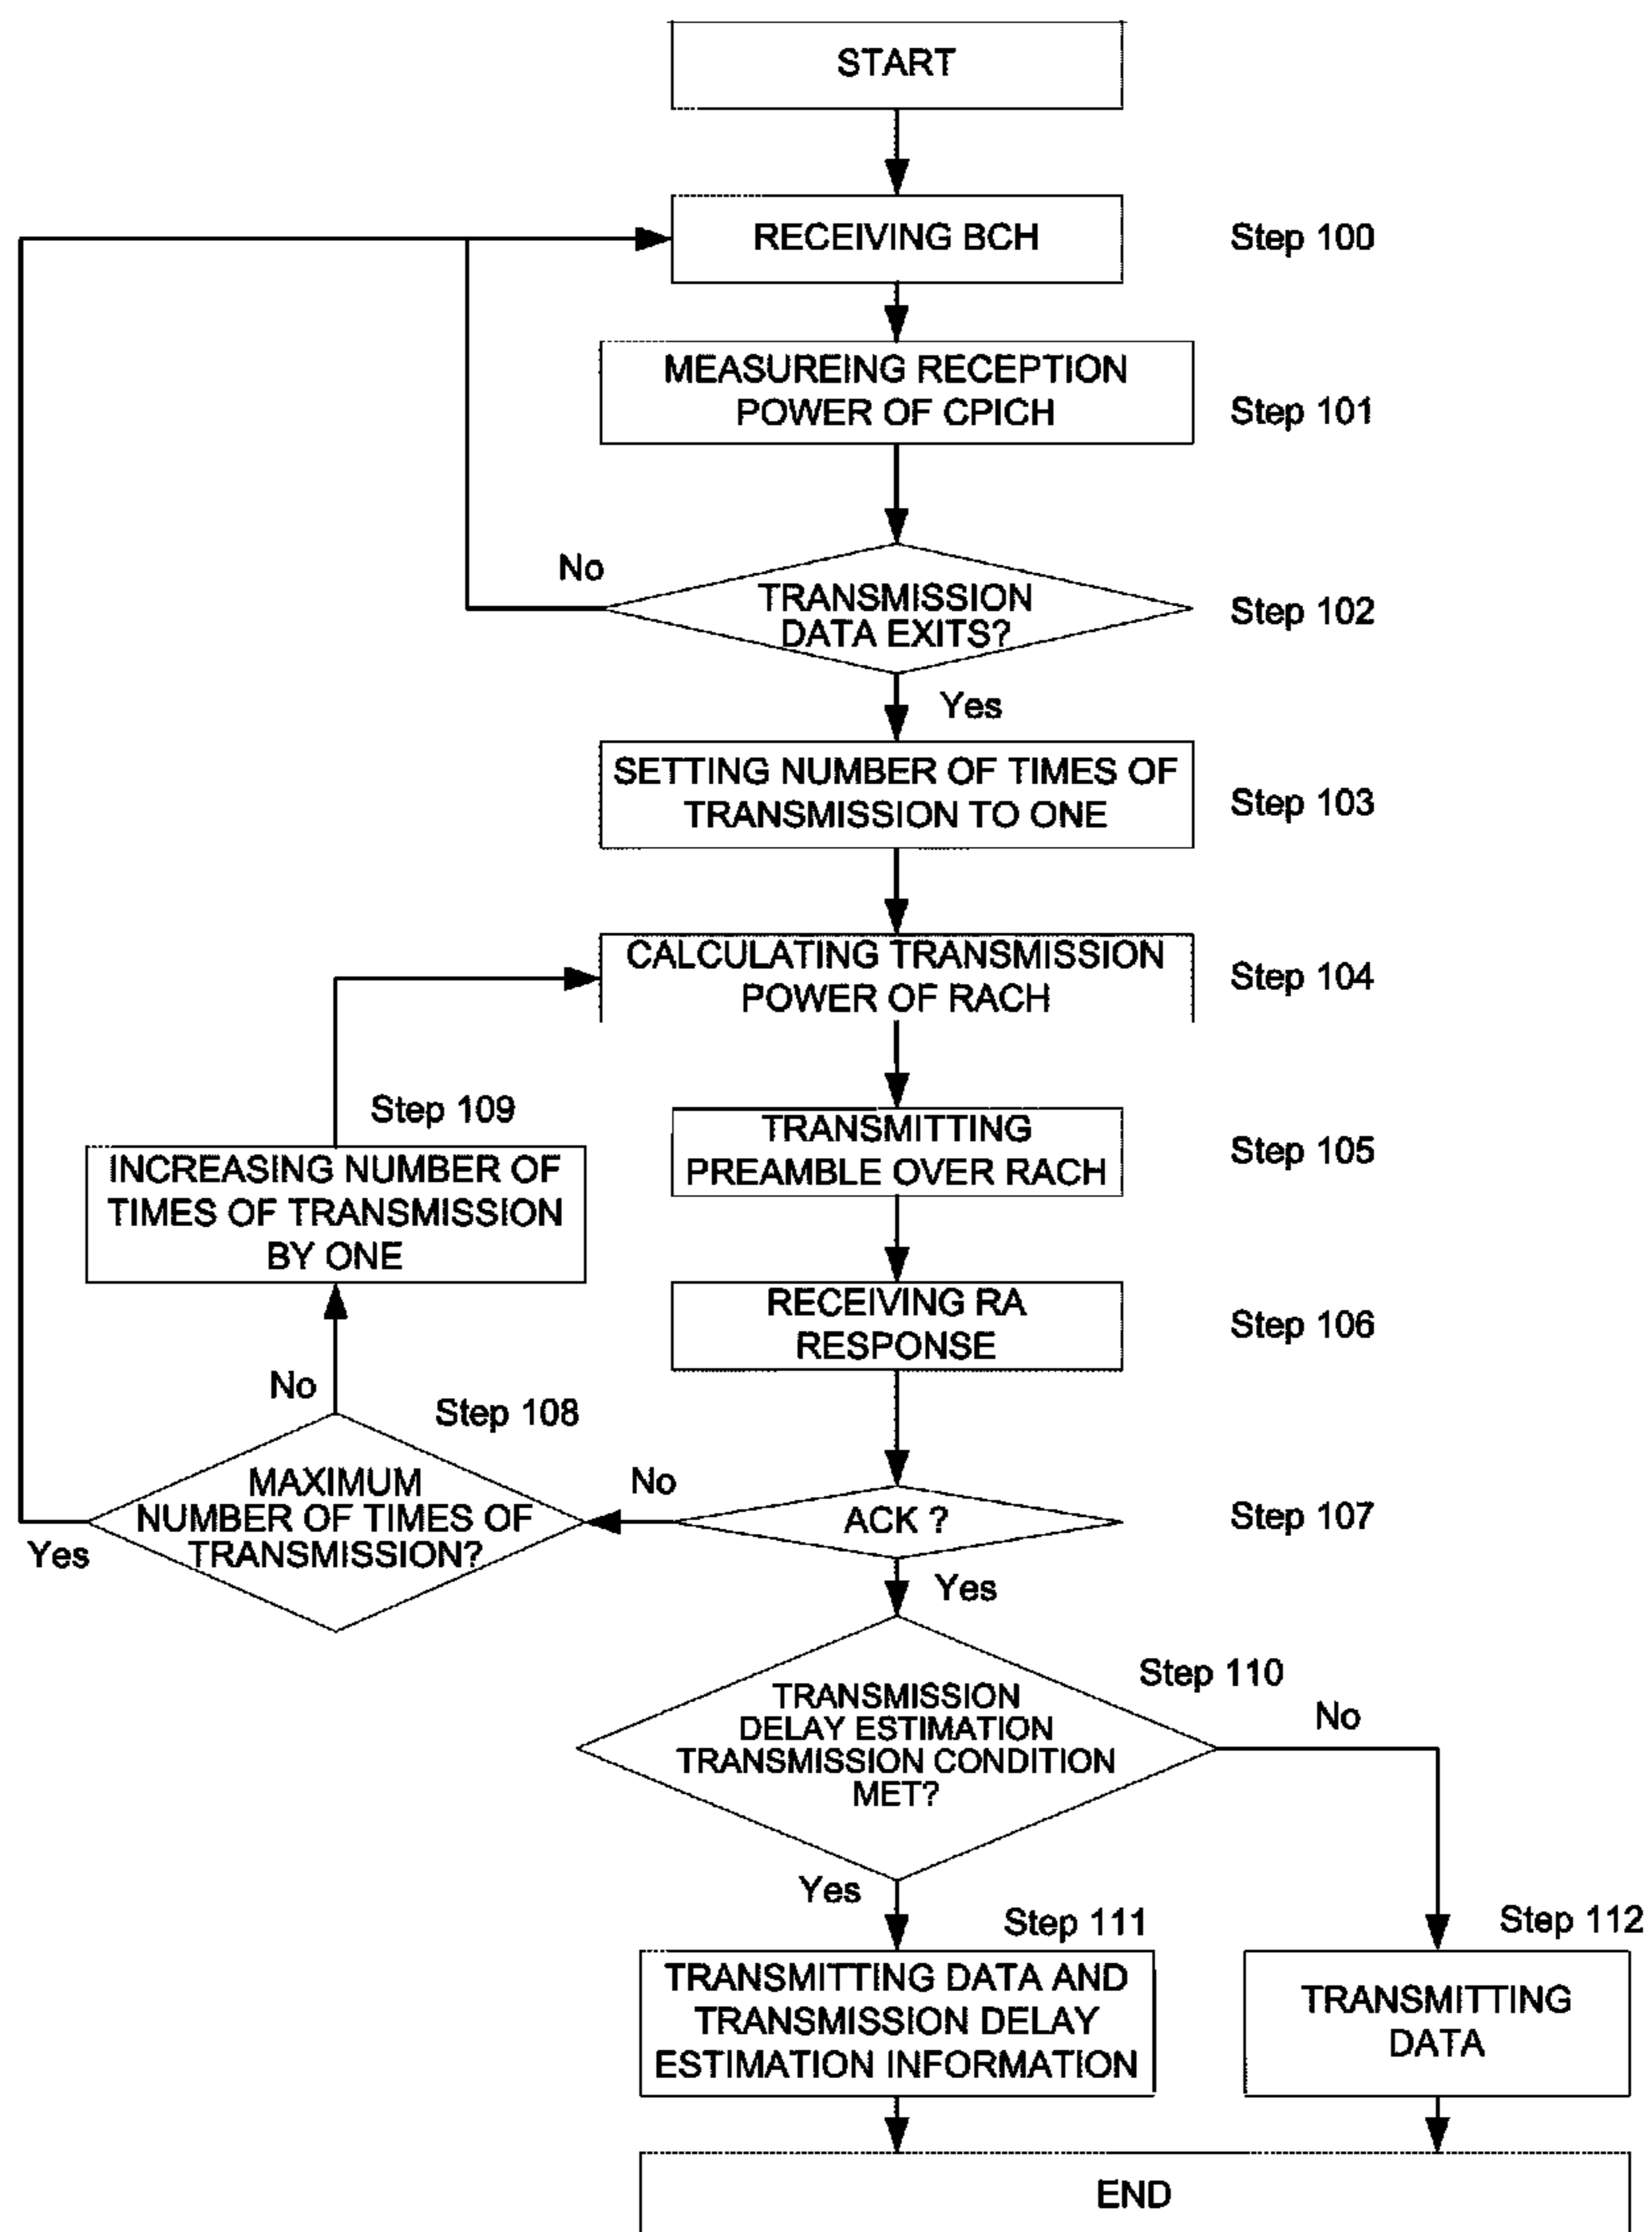 START
RECEIVING BCH
Step 100
MEASUREING RECEPTION
POWER OF CPICH
Step 101
No
TRANSMISSION
DATA EXITS?
Step 102
Yes
SETTING NUMBER OF TIMES OF
TRANSMISSION TO ONE
Step 103
CALCULATING TRANSMISSION
POWER OF RACH
Step 104
Step 109
INCREASING NUMBER OF
TIMES OF TRANSMISSION
BY ONE
TRANSMITTING
PREAMBLE OVER RACH
Step 105
RECEIVING RA
RESPONSE
Step 106
No
Step 108
MAXIMUM
NUMBER OF TIMES OF
TRANSMISSION?
Yes
No
ACK ?
Step 107
Yes
Step 110
TRANSMISSION
DELAY ESTIMATION
TRANSMISSION CONDITION
MET?
No
Yes
Step 111
TRANSMITTING DATA AND
TRANSMISSION DELAY
ESTIMATION INFORMATION
Step 112
TRANSMITTING
DATA
END